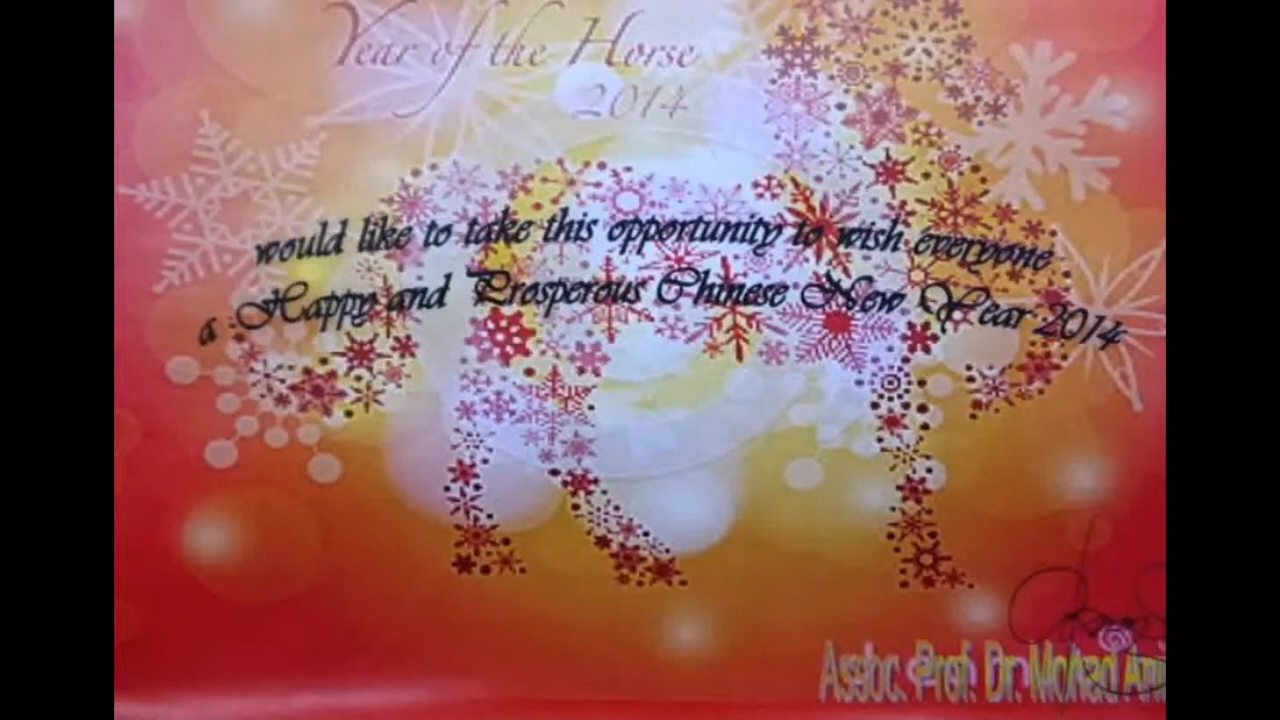 Year of the Horse
2014
would like to take this opportunity to wish everyone
a Happy and Prosperous Chinese New Year 2014
Assoc. Prof. Dr. Mohad